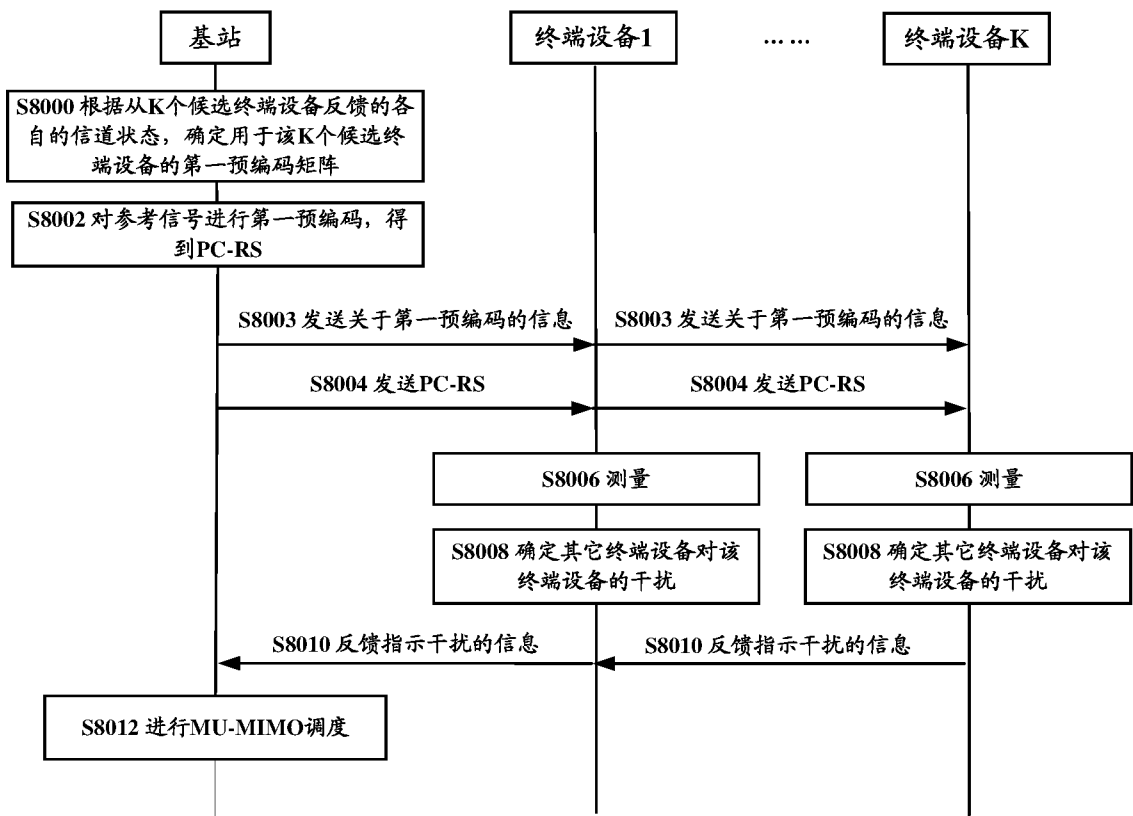 基站
终端设备1
……
终端设备K
S8000 根据从K个候选终端设备反馈的各
自的信道状态，确定用于该K个候选终
端设备的第一预编码矩阵
S8002 对参考信号进行第一预编码，得
到PC-RS
S8003 发送关于第一预编码的信息
S8003 发送关于第一预编码的信息
S8004 发送PC-RS
S8004 发送PC-RS
S8006 测量
S8006 测量
S8008 确定其它终端设备对该
终端设备的干扰
S8008 确定其它终端设备对该
终端设备的干扰
S8010 反馈指示干扰的信息
S8010 反馈指示干扰的信息
S8012 进行MU-MIMO调度